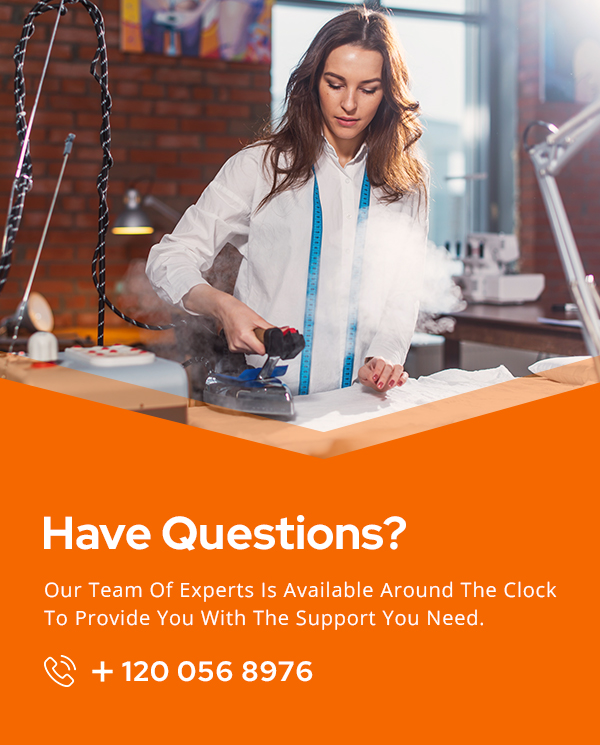 Have Questions?
Our Team Of Experts Is Available Around The Clock
To Provide You With The Support You Need.
+ 120 056 8976